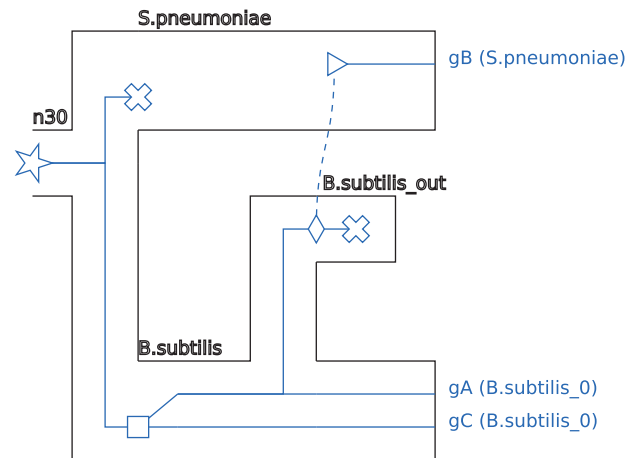 S.pneumoniae
gB (S.pneumoniae)
n30
B.subtilis_out
B.subtilis
gA (B.subtilis_0)
gC (B.subtilis_0)